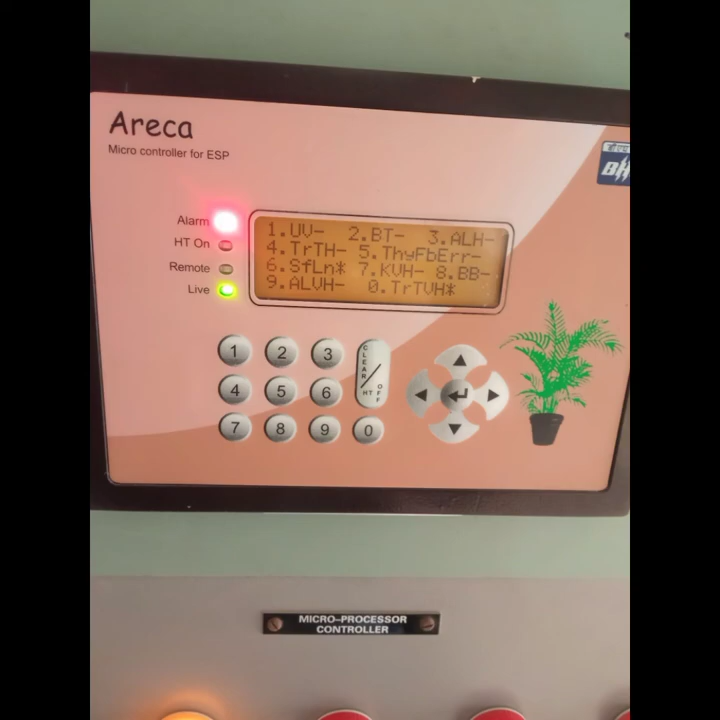 Areca
Micro controller for ESP
Alarm
HT On
Remote
Live
1.UV- 2.BT- 3.ALH-
4.TrTH- 5.ThyFbErr-
6.SfLn* 7.KVH- 8.BB-
9.ALVH- 0.TrTVH*
1 2 3
4 5 6
7 8 9 0
CLEAR/HT OFF
MICRO-PROCESSOR
CONTROLLER